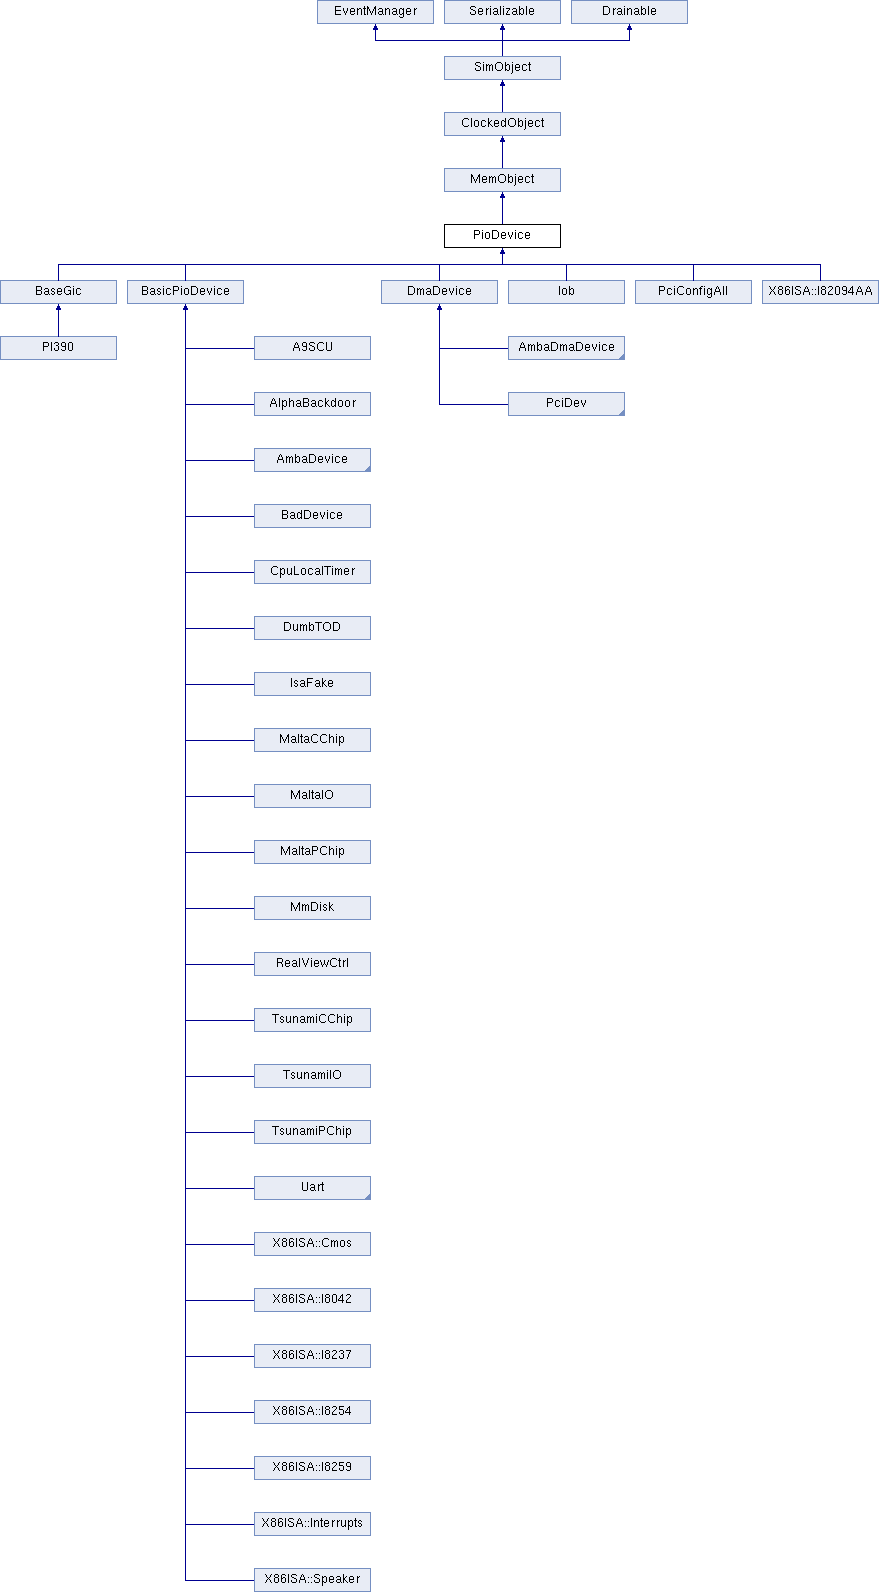 EventManager Serializable Drainable
SimObject
ClockedObject
MemObject
PioDevice
BaseGic BasicPioDevice DmaDevice Iob PciConfigAll X86ISA::I82094AA
Pl390 A9SCU AmbaDmaDevice
AlphaBackdoor PciDev
AmbaDevice
BadDevice
CpuLocalTimer
DumbTOD
IsaFake
MaltaCChip
MaltaIO
MaltaPChip
MmDisk
RealViewCtrl
TsunamiCChip
TsunamiIO
TsunamiPChip
Uart
X86ISA::Cmos
X86ISA::I8042
X86ISA::I8237
X86ISA::I8254
X86ISA::I8259
X86ISA::Interrupts
X86ISA::Speaker